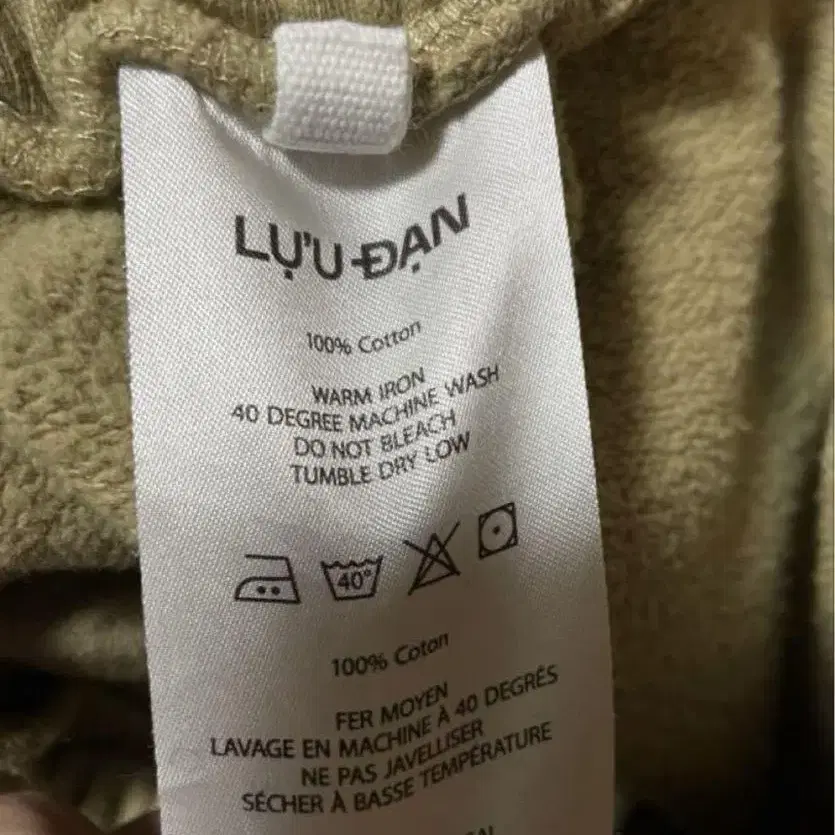 LỰU ĐẠN
100% Cotton
WARM IRON
40 DEGREE MACHINE WASH
DO NOT BLEACH
TUMBLE DRY LOW
40°
100% Coton
FER MOYEN
LAVAGE EN MACHINE À 40 DEGRÉS
NE PAS JAVELLISER
SÉCHER À BASSE TEMPÉRATURE